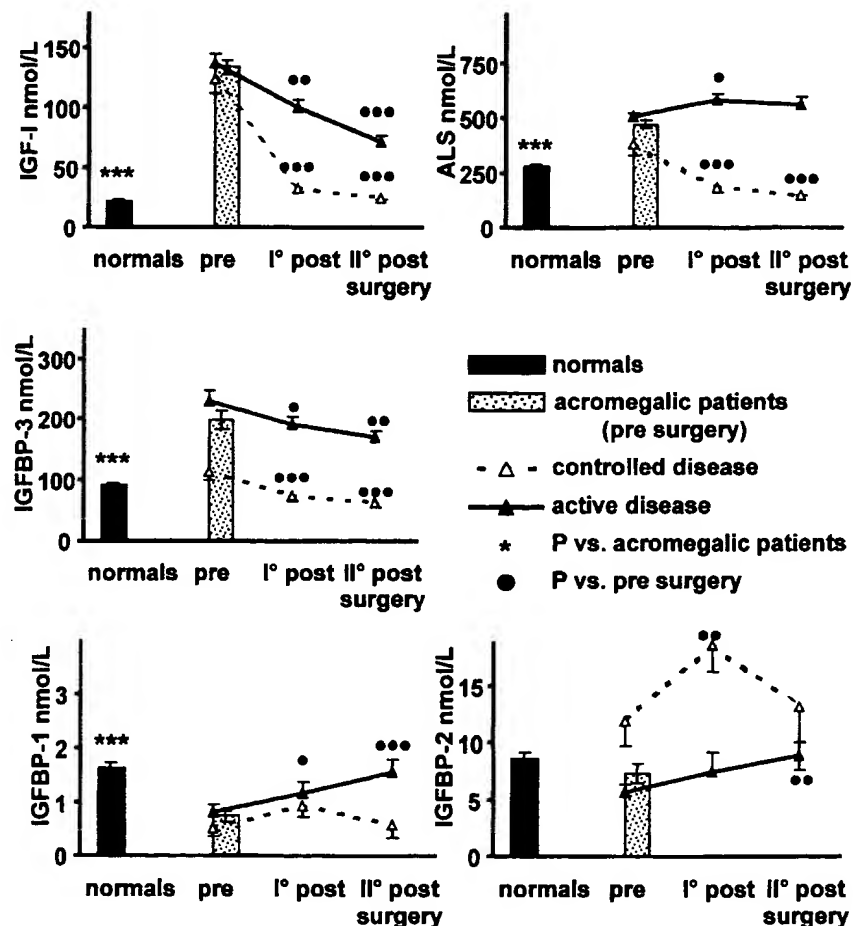 IGF-I nmol/L
150
100
50
0
***
●●
●●●
●●●
●●●
normals pre I° post II° post
surgery
ALS nmol/L
750
500
250
0
***
●
●●●
●●●
normals pre I° post II° post
surgery
IGFBP-3 nmol/L
300
200
100
0
***
●
●●
●●●
●●●
normals pre I° post II° post
surgery
normals
acromegalic patients
(pre surgery)
controlled disease
active disease
* P vs. acromegalic patients
● P vs. pre surgery
IGFBP-1 nmol/L
3
2
1
0
***
●
●●●
normals pre I° post II° post
surgery
IGFBP-2 nmol/L
15
10
5
0
●●
●●
normals pre I° post II° post
surgery